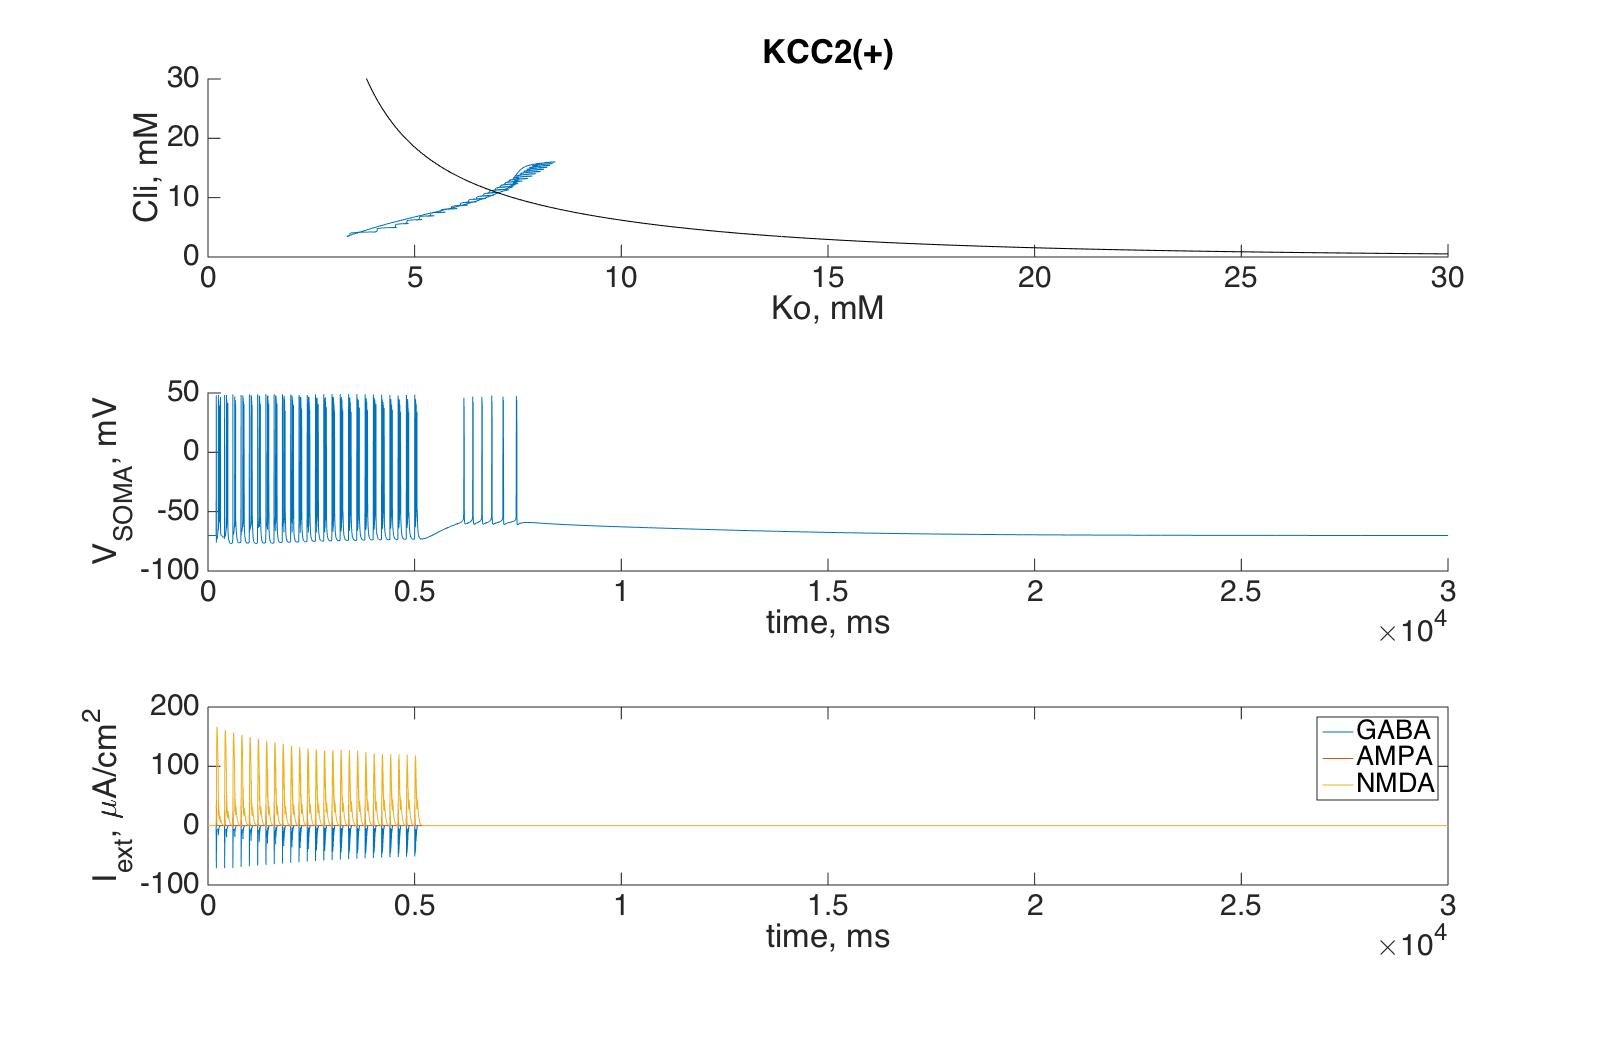 KCC2(+)
30
20
10
0
Cli, mM
0 5 10 15 20 25 30
Ko, mM
50
0
-50
-100
V_SOMA, mV
0 0.5 1 1.5 2 2.5 3
time, ms
×10^4
200
100
0
-100
I_ext, μA/cm^2
GABA
AMPA
NMDA
0 0.5 1 1.5 2 2.5 3
time, ms
×10^4